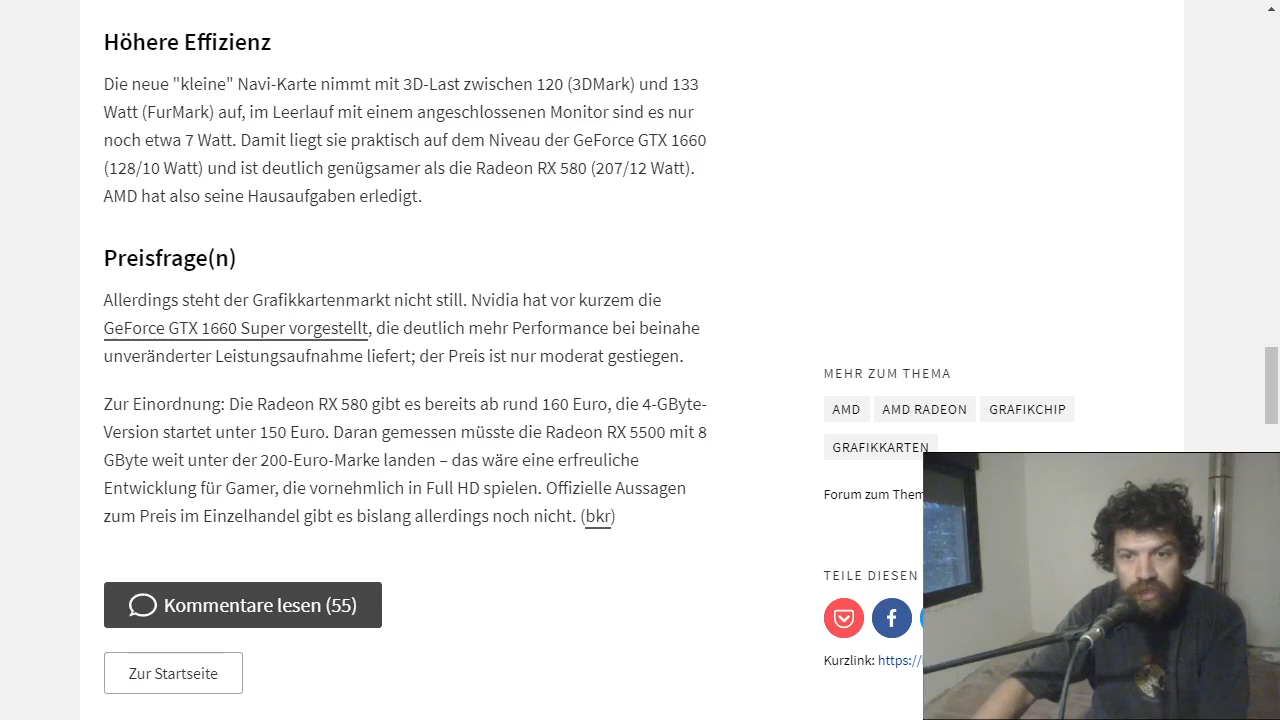 Höhere Effizienz
Die neue "kleine" Navi-Karte nimmt mit 3D-Last zwischen 120 (3DMark) und 133
Watt (FurMark) auf, im Leerlauf mit einem angeschlossenen Monitor sind es nur
noch etwa 7 Watt. Damit liegt sie praktisch auf dem Niveau der GeForce GTX 1660
(128/10 Watt) und ist deutlich genügsamer als die Radeon RX 580 (207/12 Watt).
AMD hat also seine Hausaufgaben erledigt.
Preisfrage(n)
Allerdings steht der Grafikkartenmarkt nicht still. Nvidia hat vor kurzem die
GeForce GTX 1660 Super vorgestellt, die deutlich mehr Performance bei beinahe
unveränderter Leistungsaufnahme liefert; der Preis ist nur moderat gestiegen.
Zur Einordnung: Die Radeon RX 580 gibt es bereits ab rund 160 Euro, die 4-GByte-
Version startet unter 150 Euro. Daran gemessen müsste die Radeon RX 5500 mit 8
GByte weit unter der 200-Euro-Marke landen – das wäre eine erfreuliche
Entwicklung für Gamer, die vornehmlich in Full HD spielen. Offizielle Aussagen
zum Preis im Einzelhandel gibt es bislang allerdings noch nicht. (bkr)
Kommentare lesen (55)
Zur Startseite
MEHR ZUM THEMA
AMD AMD RADEON GRAFIKCHIP
GRAFIKKARTEN
Forum zum Them
TEILE DIESEN
Kurzlink: https://